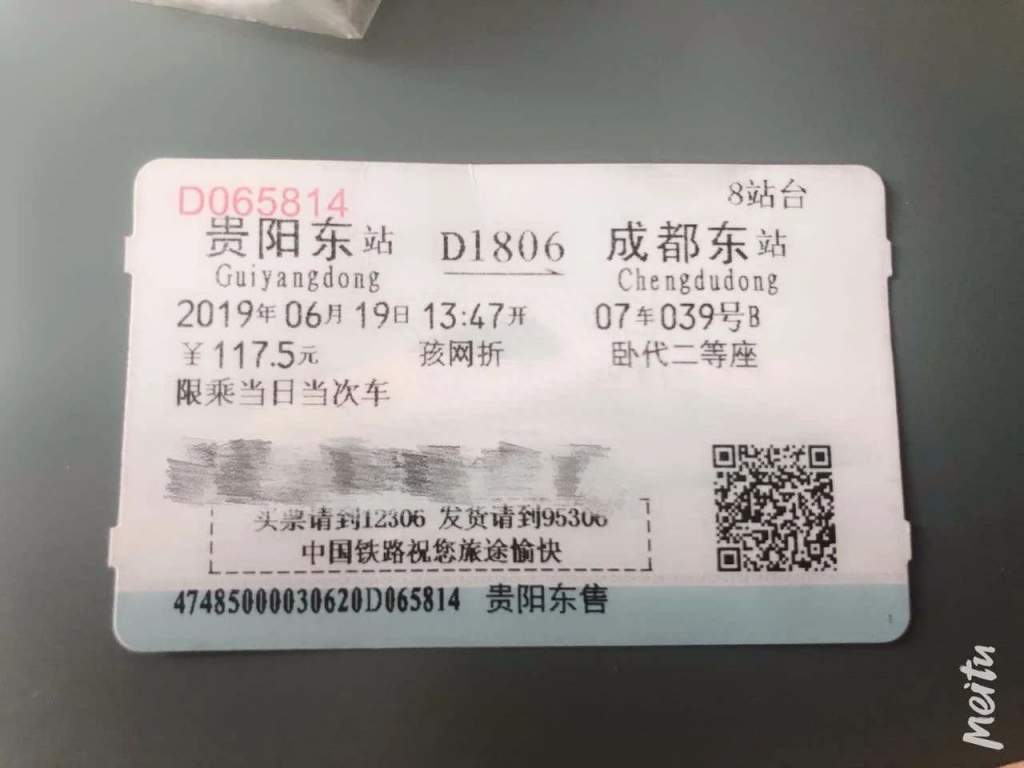 D065814
8站台
贵阳东站 D1806 成都东站
Guiyangdong Chengdudong
2019年06月19日 13:47开 07车039号B
￥117.5元 孩网折 卧代二等座
限乘当日当次车
买票请到12306 发货请到95306
中国铁路祝您旅途愉快
47485000030620D065814 贵阳东售
meitu